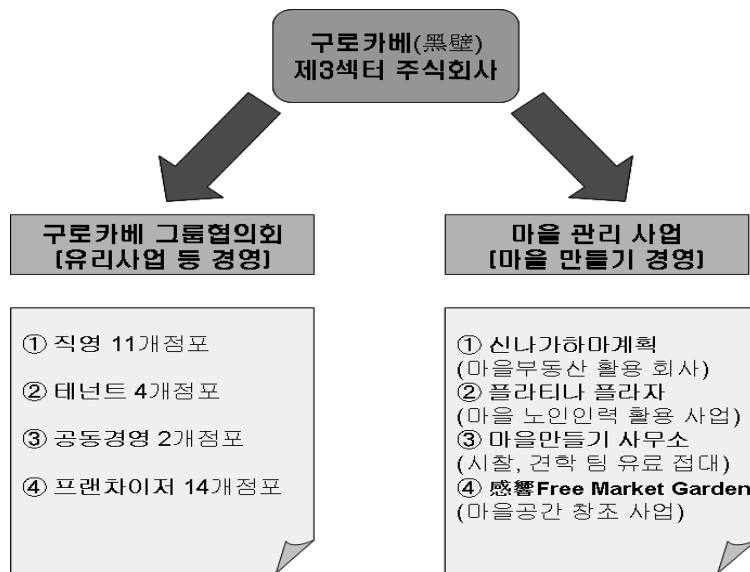 구로카베(黑壁)
제3섹터 주식회사
구로카베 그룹협의회
[유리사업 등 경영]
① 직영 11개점포
② 테넌트 4개점포
③ 공동경영 2개점포
④ 프랜차이저 14개점포
마을 관리 사업
[마을 만들기 경영]
① 신나가하마계획
(마을부동산 활용 회사)
② 플라티나 플라자
(마을 노인인력 활용 사업)
③ 마을만들기 사무소
(시찰, 견학 팀 유료 접대)
④ 感響Free Market Garden
(마을공간 창조 사업)